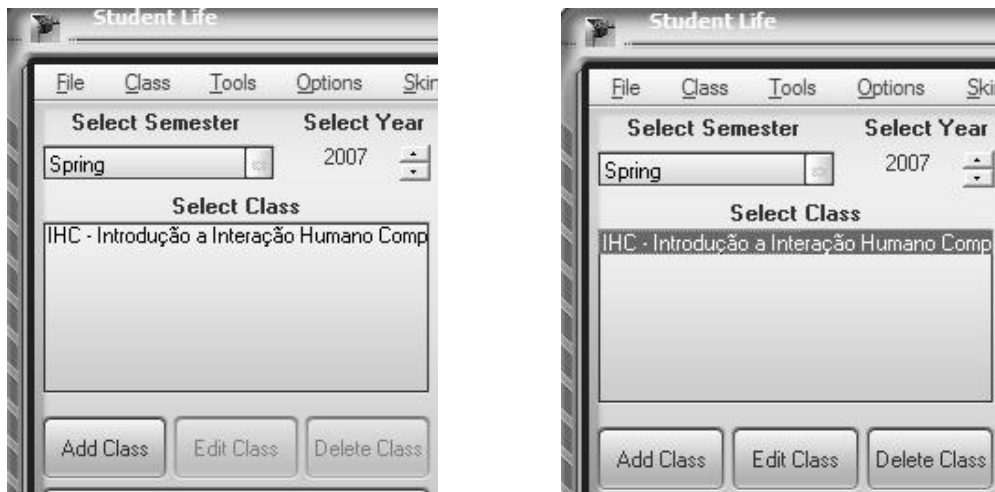 Student Life
File Class Tools Options Skin
Select Semester Select Year
Spring 2007
Select Class
IHC - Introdução a Interação Humano Comp
Add Class Edit Class Delete Class
Student Life
File Class Tools Options Ski
Select Semester Select Year
Spring 2007
Select Class
IHC - Introdução a Interação Humano Comp
Add Class Edit Class Delete Class